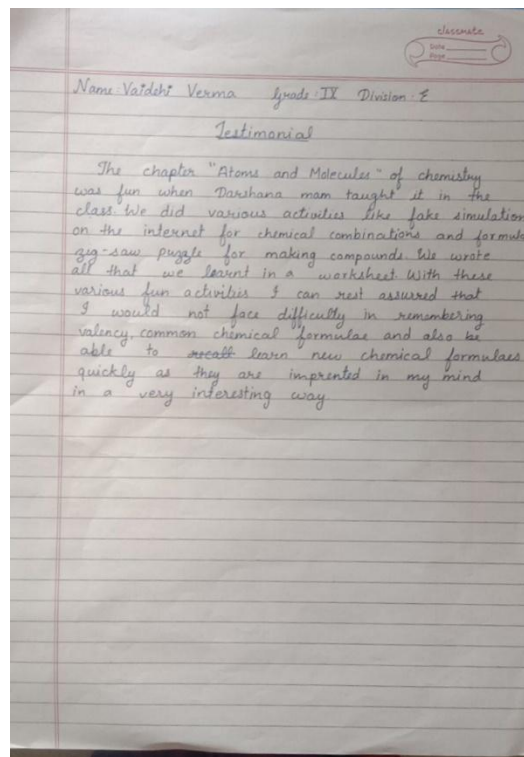 classmate
Date
Page
Name: Vaidehi Verma Grade: IX Division: E
Testimonial
The chapter "Atoms and Molecules" of chemistry
was fun when Darshana mam taught it in the
class. We did various activities like fake simulation
on the internet for chemical combinations and formula
zig-saw puzzle for making compounds. We wrote
all that we learnt in a worksheet. With these
various fun activities I can rest assured that
I would not face difficulty in remembering
valency, common chemical formulae and also be
able to recall learn new chemical formulaes
quickly as they are imprented in my mind
in a very interesting way